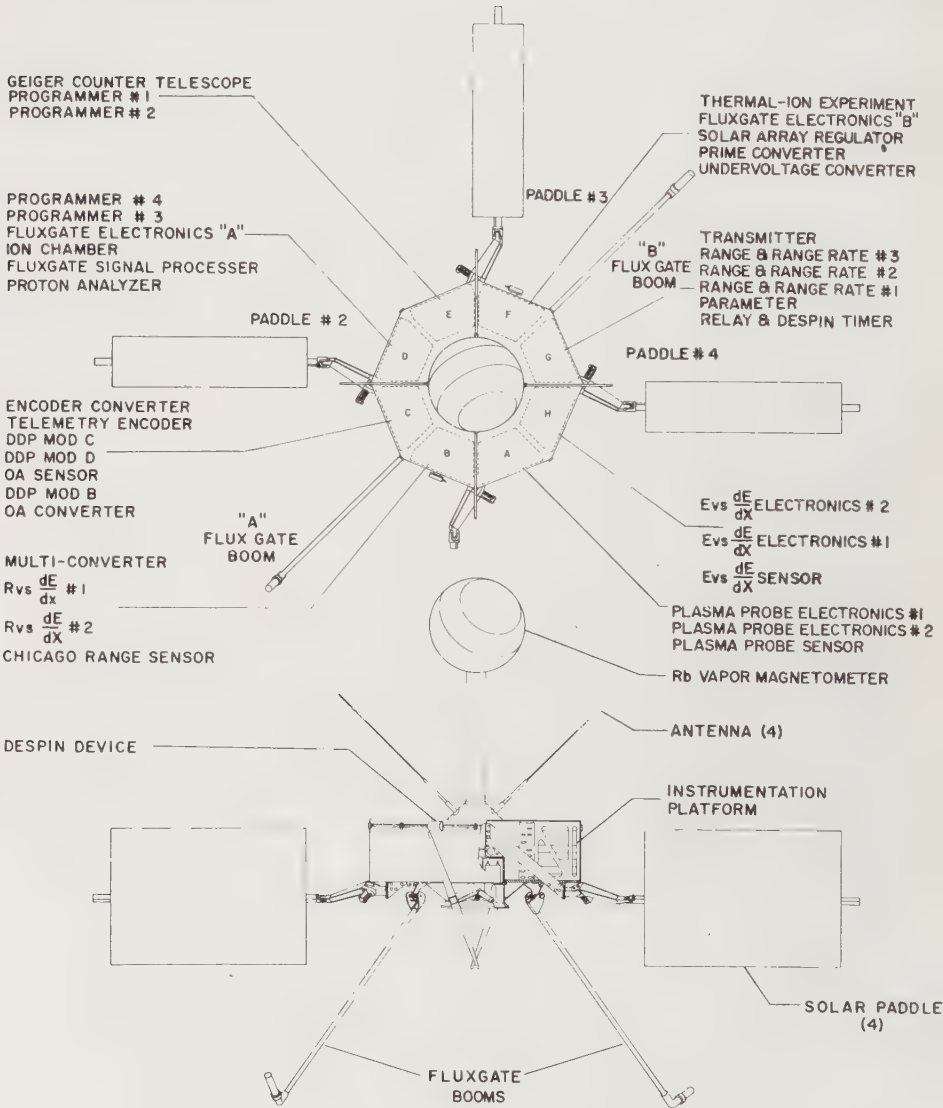 GEIGER COUNTER TELESCOPE
PROGRAMMER #1
PROGRAMMER #2
THERMAL-ION EXPERIMENT
FLUXGATE ELECTRONICS "B"
SOLAR ARRAY REGULATOR
PRIME CONVERTER
UNDERVOLTAGE CONVERTER
PADDLE #3
PROGRAMMER #4
PROGRAMMER #3
FLUXGATE ELECTRONICS "A"
ION CHAMBER
FLUXGATE SIGNAL PROCESSER
PROTON ANALYZER
"B"
FLUX GATE
BOOM
TRANSMITTER
RANGE & RANGE RATE #3
RANGE & RANGE RATE #2
RANGE & RANGE RATE #1
PARAMETER
RELAY & DESPIN TIMER
PADDLE #2
PADDLE #4
E
F
D
G
C
H
B
A
ENCODER CONVERTER
TELEMETRY ENCODER
DDP MOD C
DDP MOD D
OA SENSOR
DDP MOD B
OA CONVERTER
"A"
FLUX GATE
BOOM
Evs dE/dX ELECTRONICS #2
Evs dE/dX ELECTRONICS #1
Evs dE/dX SENSOR
MULTI-CONVERTER
Rvs dE/dx #1
Rvs dE/dX #2
CHICAGO RANGE SENSOR
PLASMA PROBE ELECTRONICS #1
PLASMA PROBE ELECTRONICS #2
PLASMA PROBE SENSOR
Rb VAPOR MAGNETOMETER
DESPIN DEVICE
ANTENNA (4)
INSTRUMENTATION
PLATFORM
SOLAR PADDLE
(4)
FLUXGATE
BOOMS